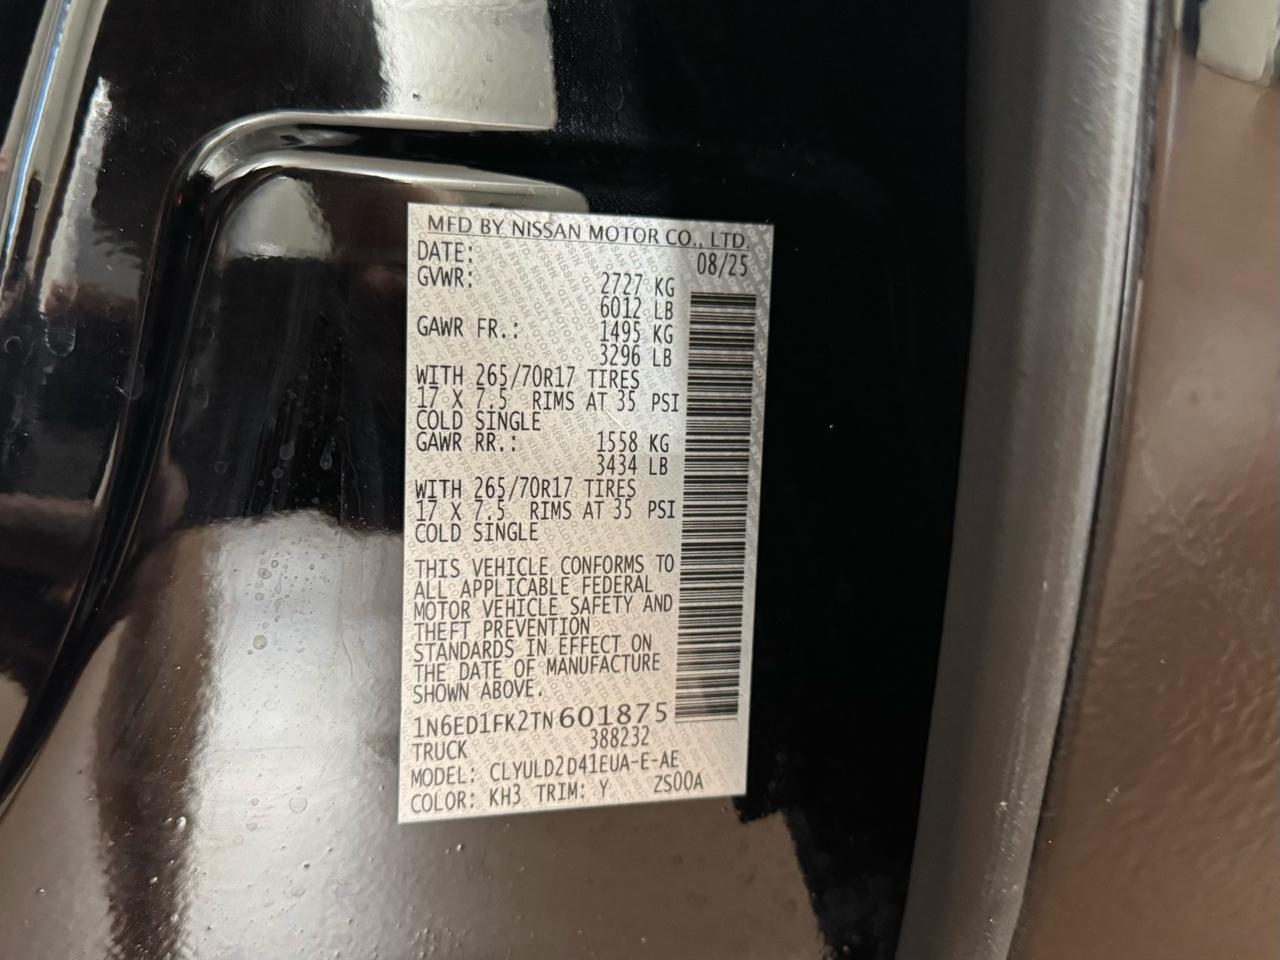 MFD BY NISSAN MOTOR CO., LTD.
DATE: 08/25
GVWR: 2727 KG
6012 LB
GAWR FR.: 1495 KG
3296 LB
WITH 265/70R17 TIRES
17 X 7.5 RIMS AT 35 PSI
COLD SINGLE
GAWR RR.: 1558 KG
3434 LB
WITH 265/70R17 TIRES
17 X 7.5 RIMS AT 35 PSI
COLD SINGLE
THIS VEHICLE CONFORMS TO
ALL APPLICABLE FEDERAL
MOTOR VEHICLE SAFETY AND
THEFT PREVENTION
STANDARDS IN EFFECT ON
THE DATE OF MANUFACTURE
SHOWN ABOVE.
1N6ED1FK2TN601875
TRUCK 388232
MODEL: CLYULD2D41EUA-E-AE
COLOR: KH3 TRIM: Y ZS00A